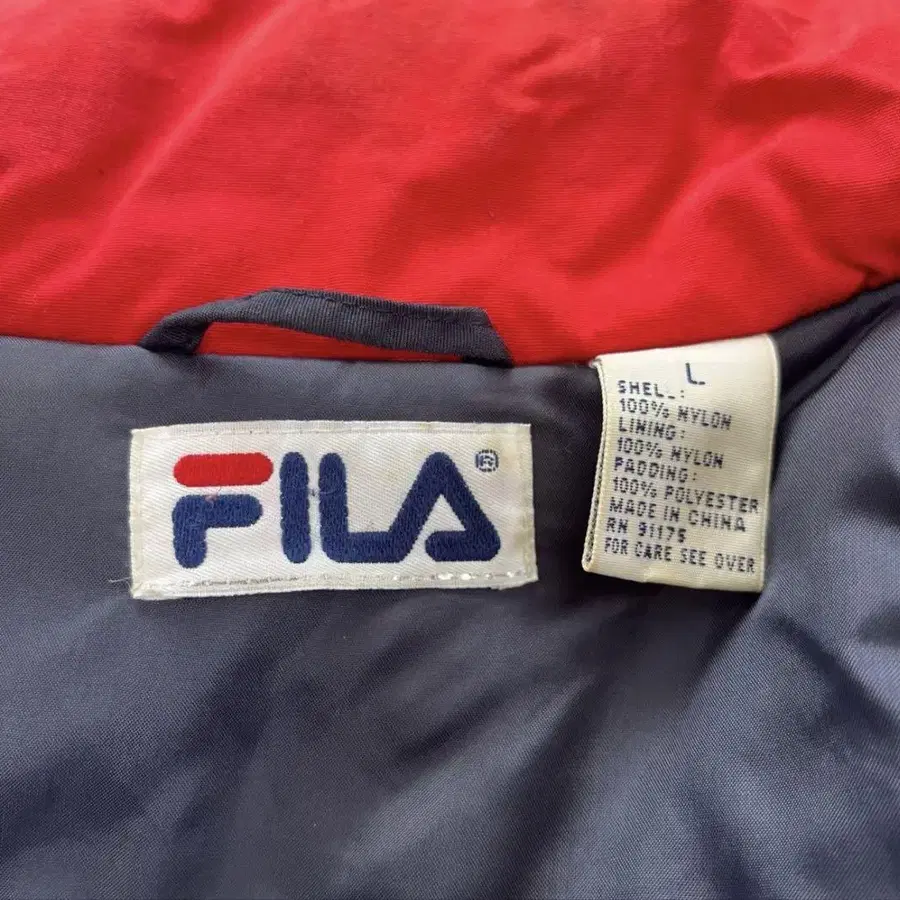 FILA®
L
SHELL:
100% NYLON
LINING:
100% NYLON
PADDING:
100% POLYESTER
MADE IN CHINA
RN 91175
FOR CARE SEE OVER